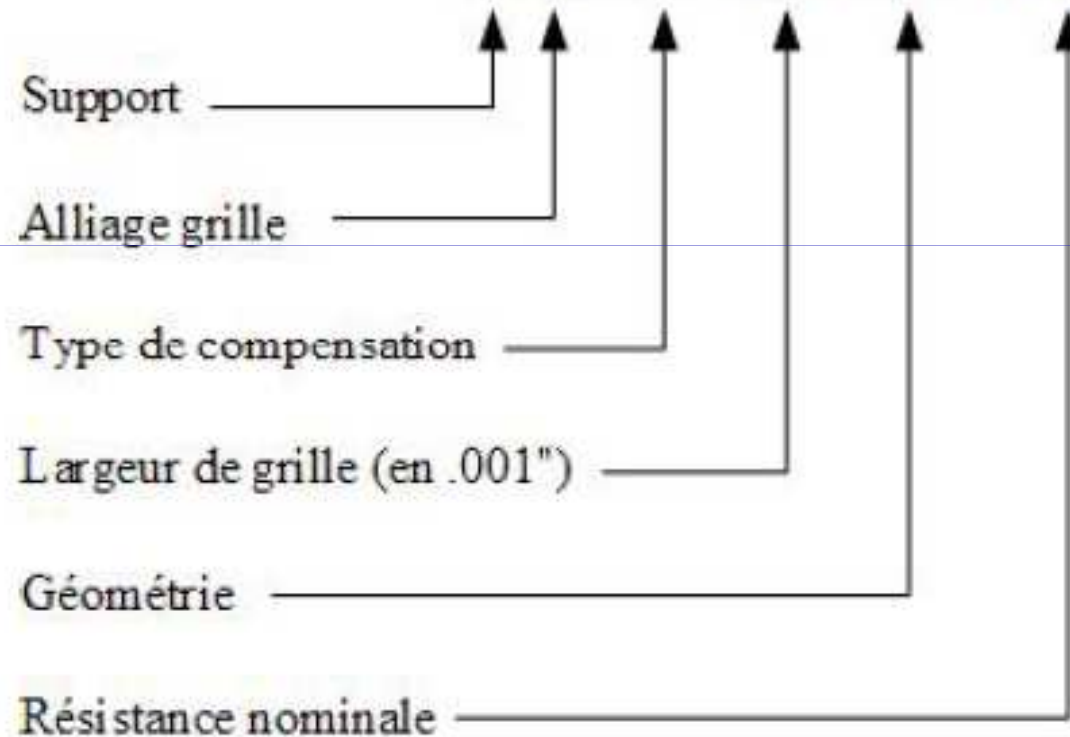 Support
Alliage grille
Type de compensation
Largeur de grille (en .001")
Géométrie
Résistance nominale